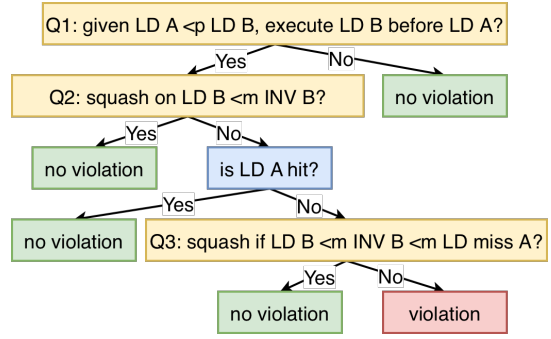 Q1: given LD A <p LD B, execute LD B before LD A?
Yes
No
Q2: squash on LD B <m INV B?
no violation
Yes
No
no violation
is LD A hit?
Yes
No
no violation
Q3: squash if LD B <m INV B <m LD miss A?
Yes
No
no violation
violation